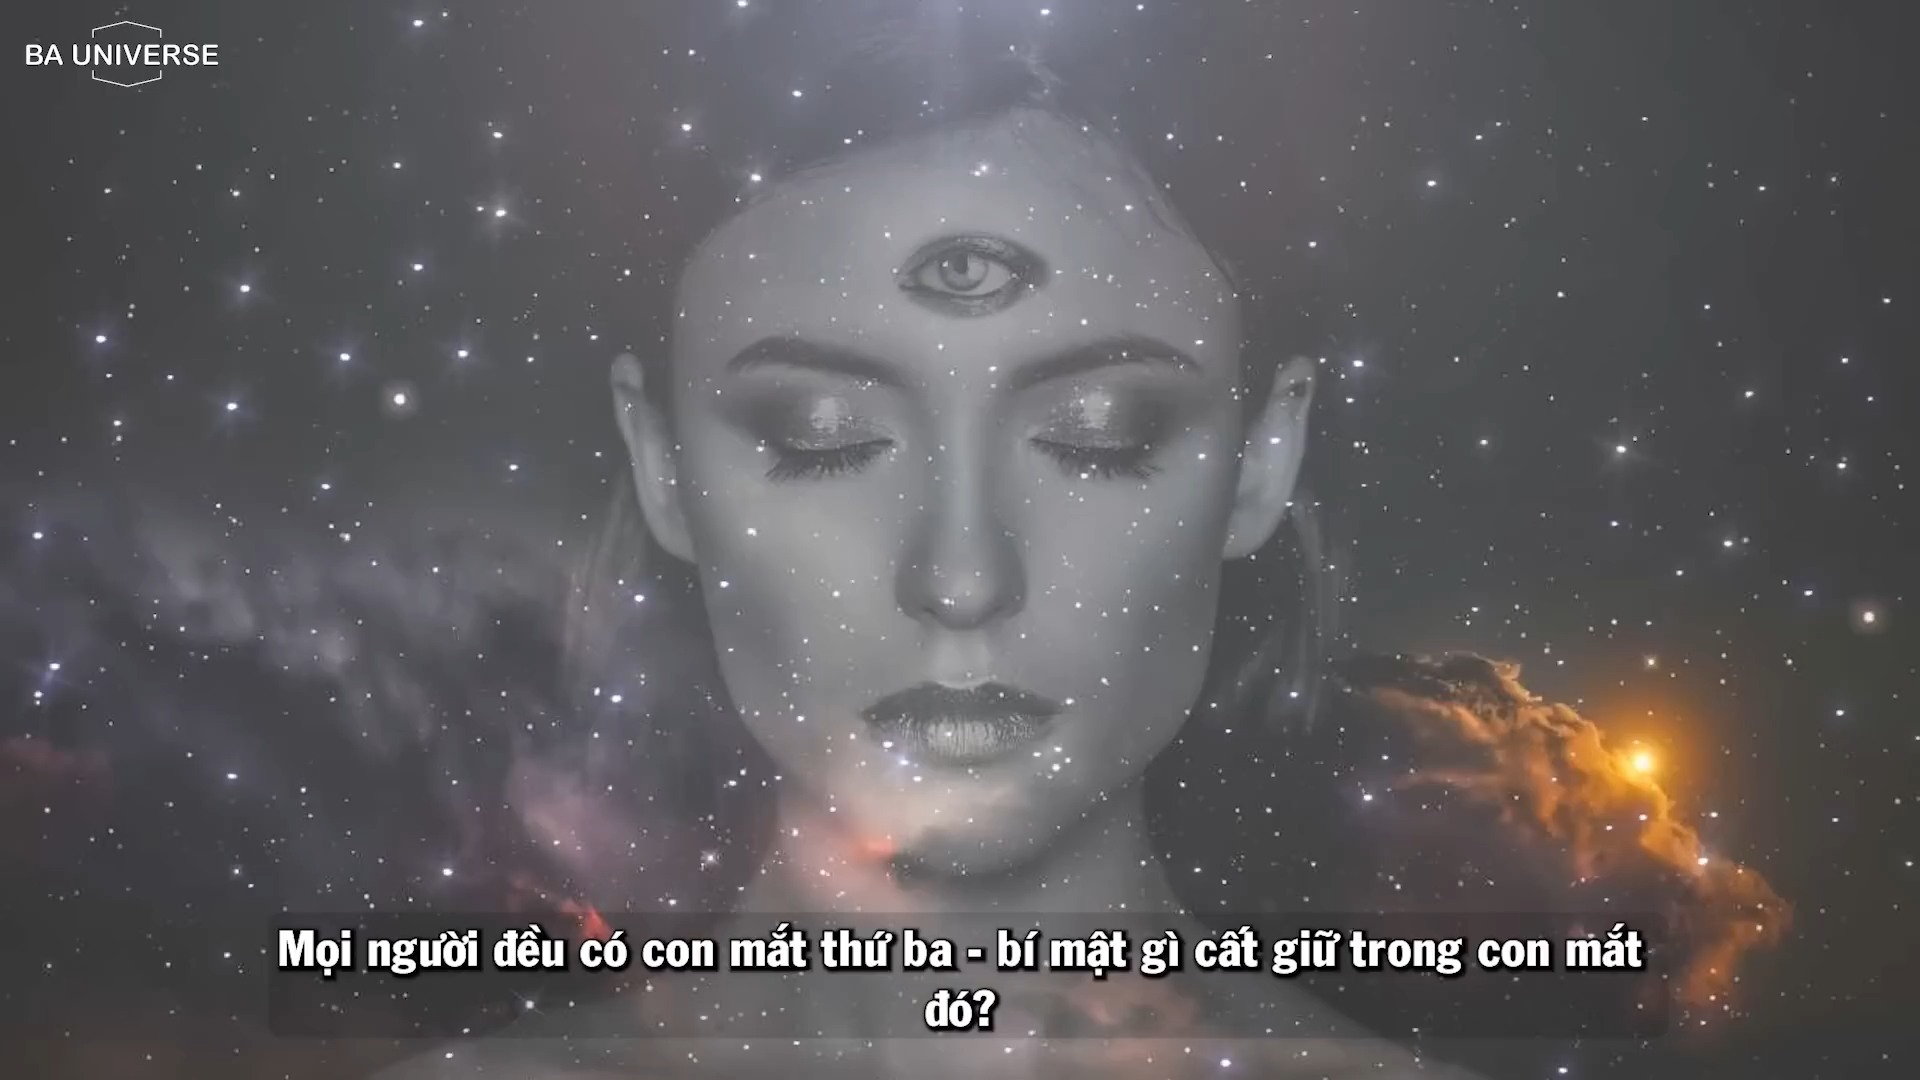 BA UNIVERSE
Mọi người đều có con mắt thứ ba - bí mật gì cất giữ trong con mắt
đó?